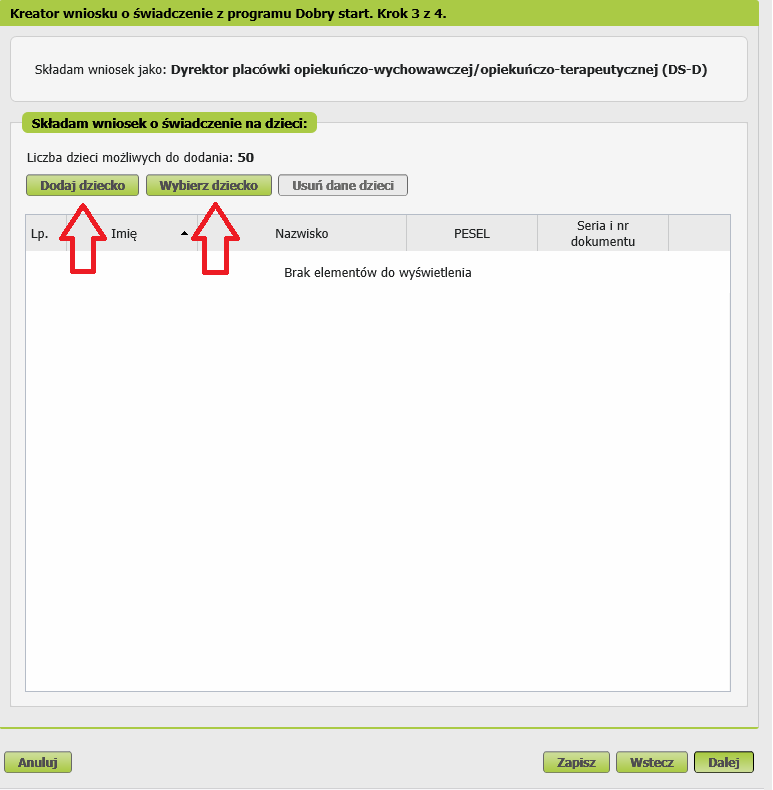 Kreator wniosku o świadczenie z programu Dobry start. Krok 3 z 4.
Składam wniosek jako: Dyrektor placówki opiekuńczo-wychowawczej/opiekuńczo-terapeutycznej (DS-D)
Składam wniosek o świadczenie na dzieci:
Liczba dzieci możliwych do dodania: 50
Dodaj dziecko Wybierz dziecko Usuń dane dzieci
Lp. Imię Nazwisko PESEL Seria i nr
dokumentu
Brak elementów do wyświetlenia
Anuluj Zapisz Wstecz Dalej